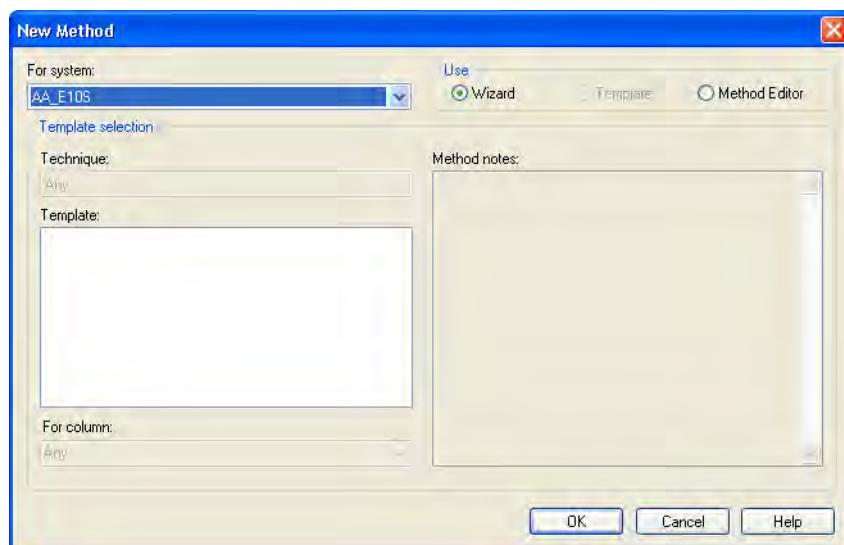 New Method
For system:
AA_E10S
Use
Wizard
Template
Method Editor
Template selection
Technique:
Any
Method notes:
Template:
For column:
Any
OK
Cancel
Help